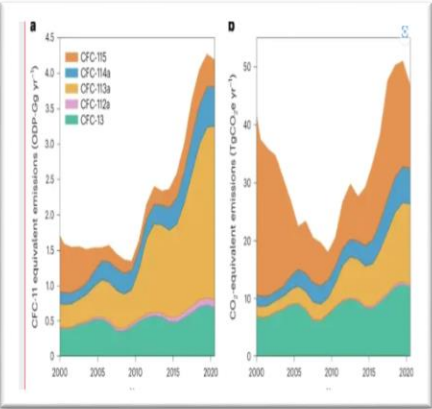 a
CFC-11 equivalent emissions (ODP-Gg yr⁻¹)
4.5
4.0
3.5
3.0
2.5
2.0
1.5
1.0
0.5
0
CFC-115
CFC-114a
CFC-113a
CFC-112a
CFC-13
2000 2005 2010 2015 2020
b
CO₂-equivalent emissions (TgCO₂e yr⁻¹)
50
40
30
20
10
0
2000 2005 2010 2015 2020